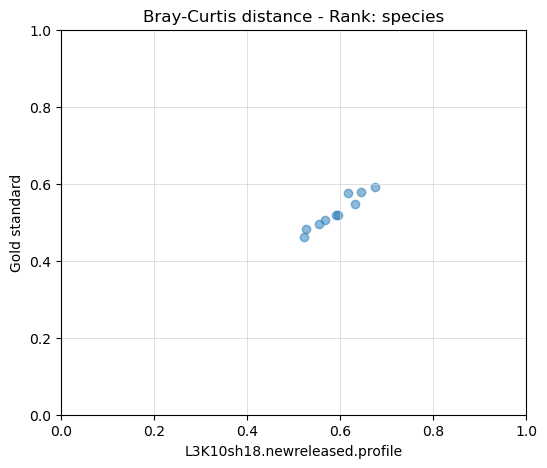 Bray-Curtis distance - Rank: species
1.0
0.8
0.6
0.4
0.2
0.0
Gold standard
0.0 0.2 0.4 0.6 0.8 1.0
L3K10sh18.newreleased.profile